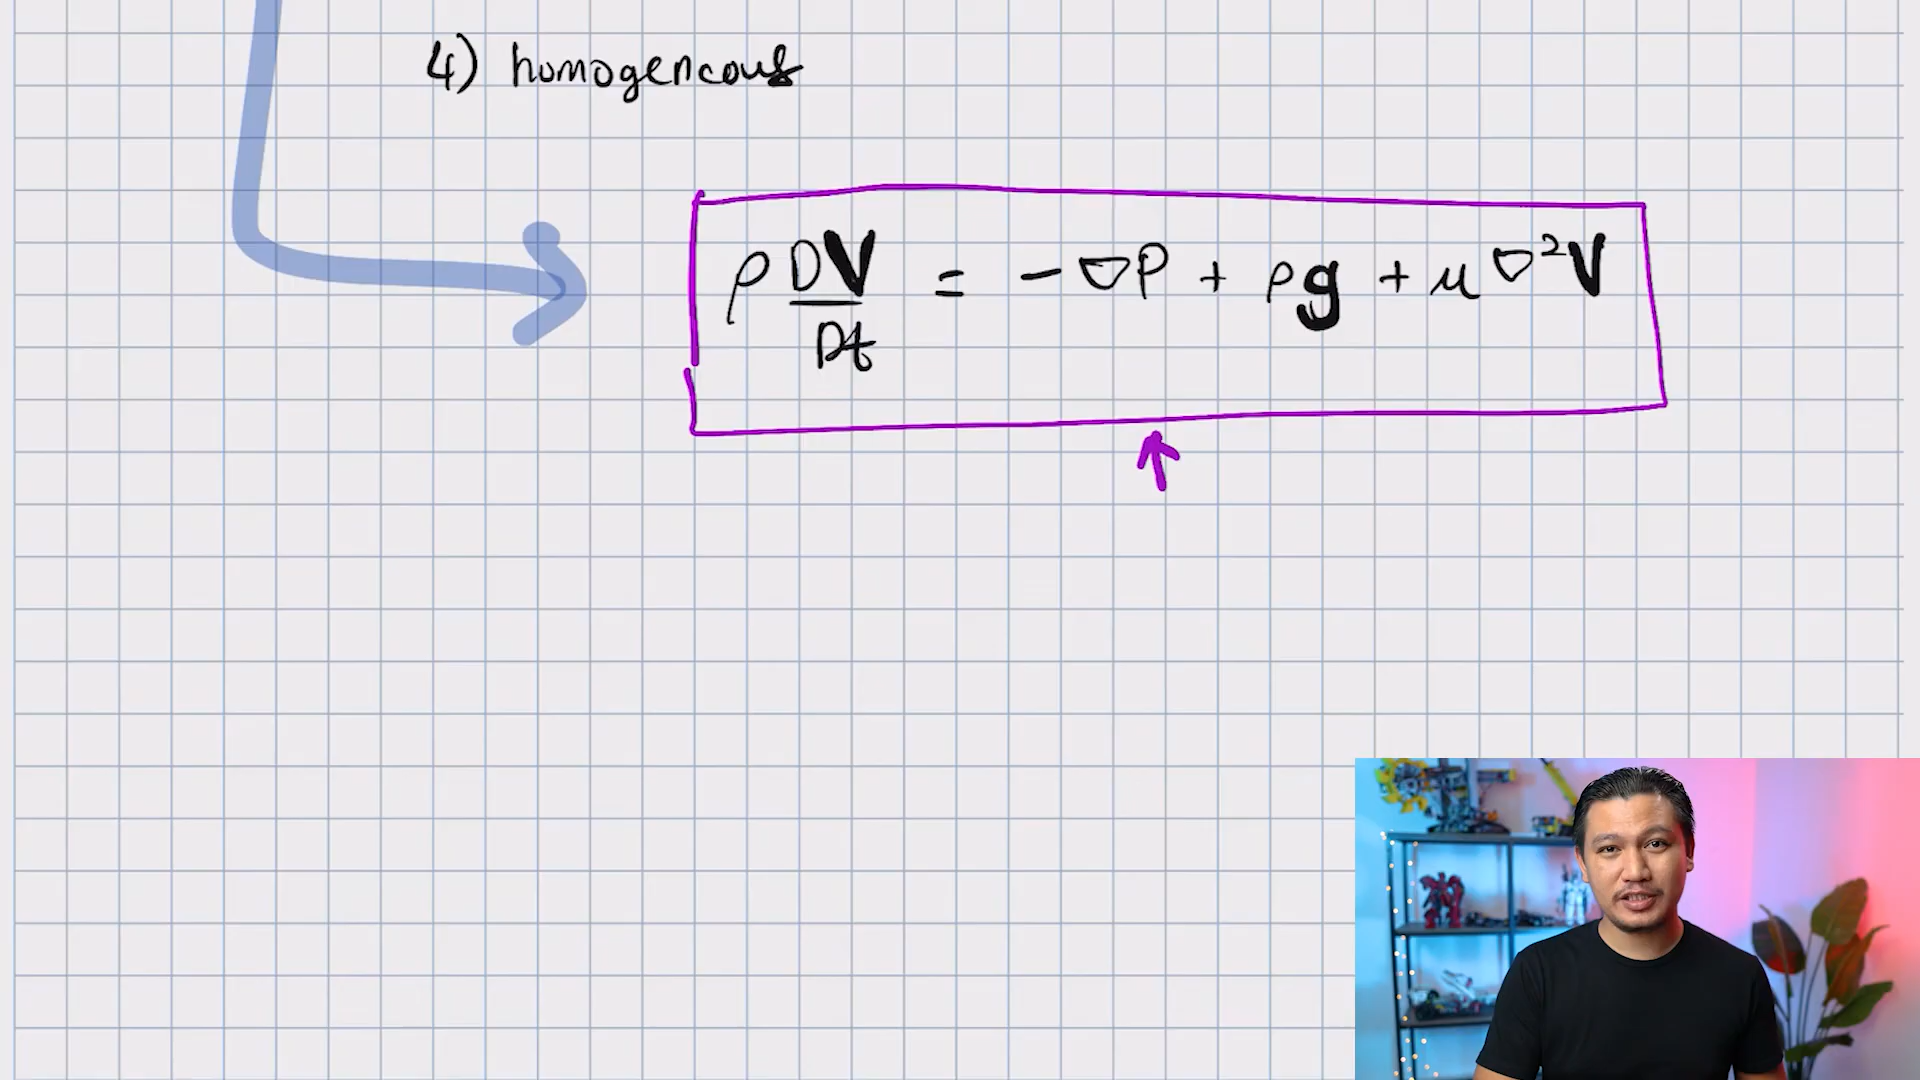 4) homogeneous
ρ DV/Dt = - ∇P + ρg + μ ∇²V